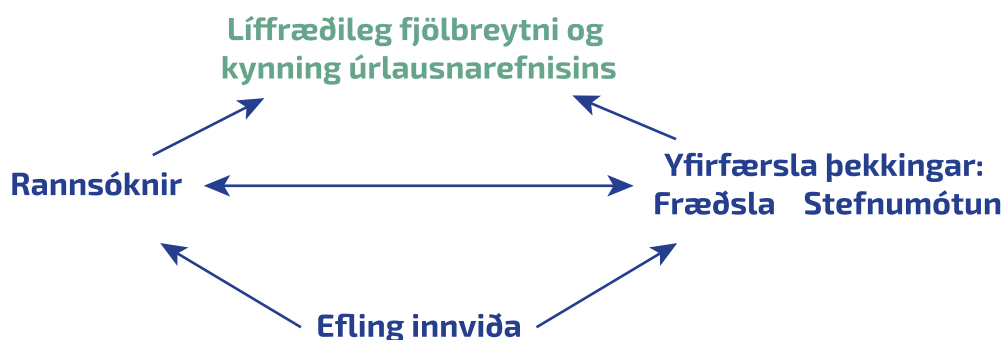 Líffræðileg fjölbreytni og
kynning úrlausnarefnisins
Rannsóknir
Yfirfærsla þekkingar:
Fræðsla Stefnumótun
Efling innviða